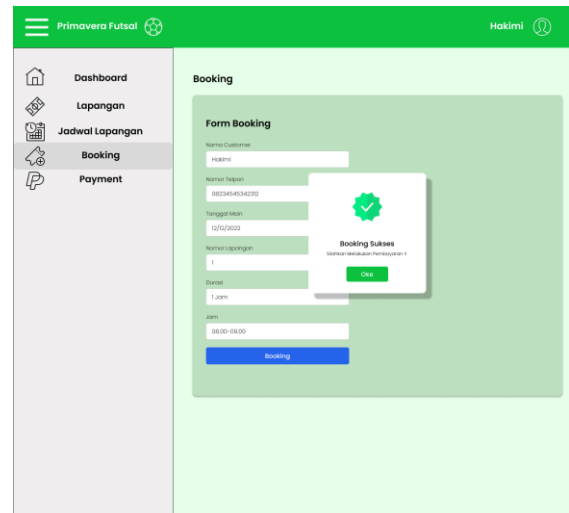 Primavera Futsal
Hakimi
Dashboard
Lapangan
Jadwal Lapangan
Booking
Payment
Booking
Form Booking
Nama Customer
Hakimi
Nomor Telpon
08234545342312
Tanggal Main
12/12/2022
Nomor Lapangan
1
Durasi
1 Jam
Jam
08.00-09.00
Booking
Booking Sukses
Silahkan Melakukan Pembayaran !!
Oke